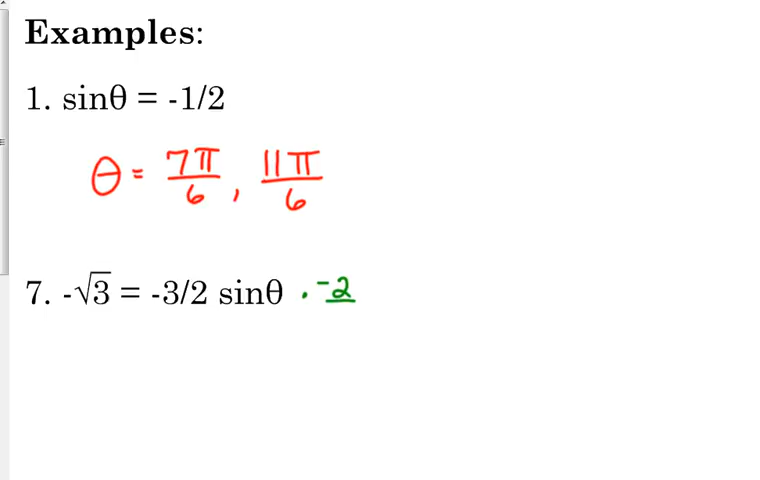 Examples:
1. sinθ = -1/2
θ = 7π/6, 11π/6
7. -√3 = -3/2 sinθ · -2